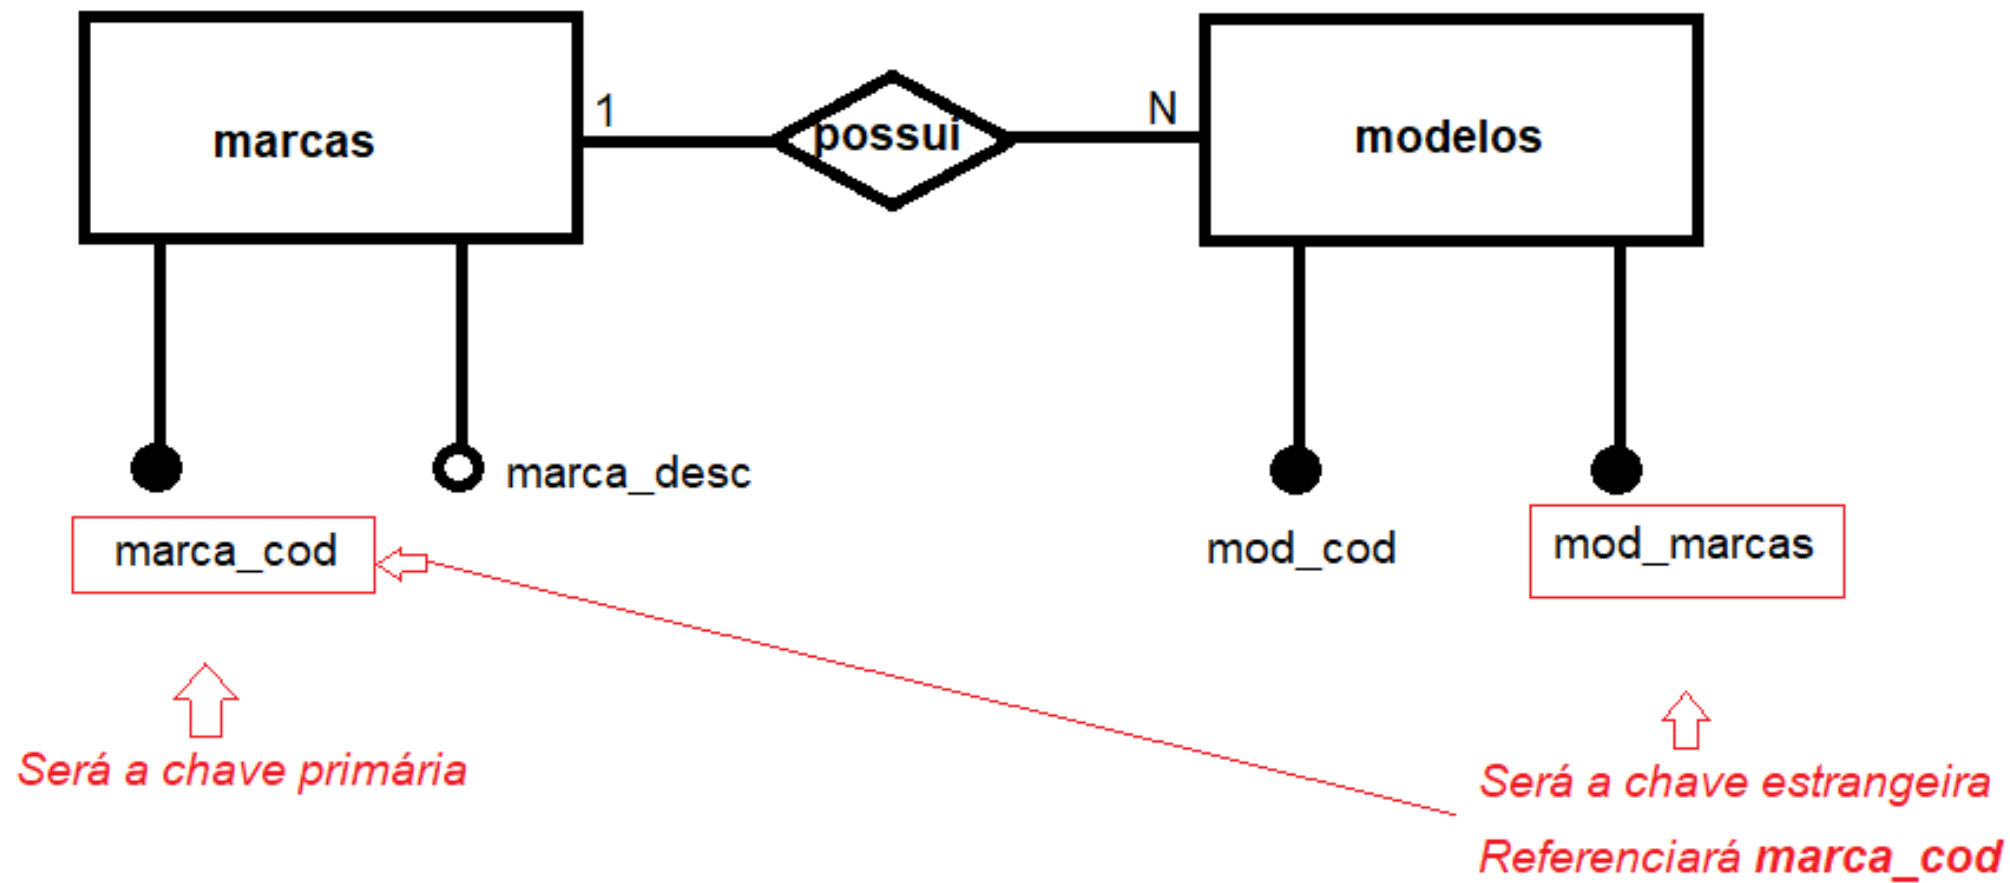 marcas
1
possui
N
modelos
marca_cod
marca_desc
mod_cod
mod_marcas
Será a chave primária
Será a chave estrangeira
Referenciará marca_cod